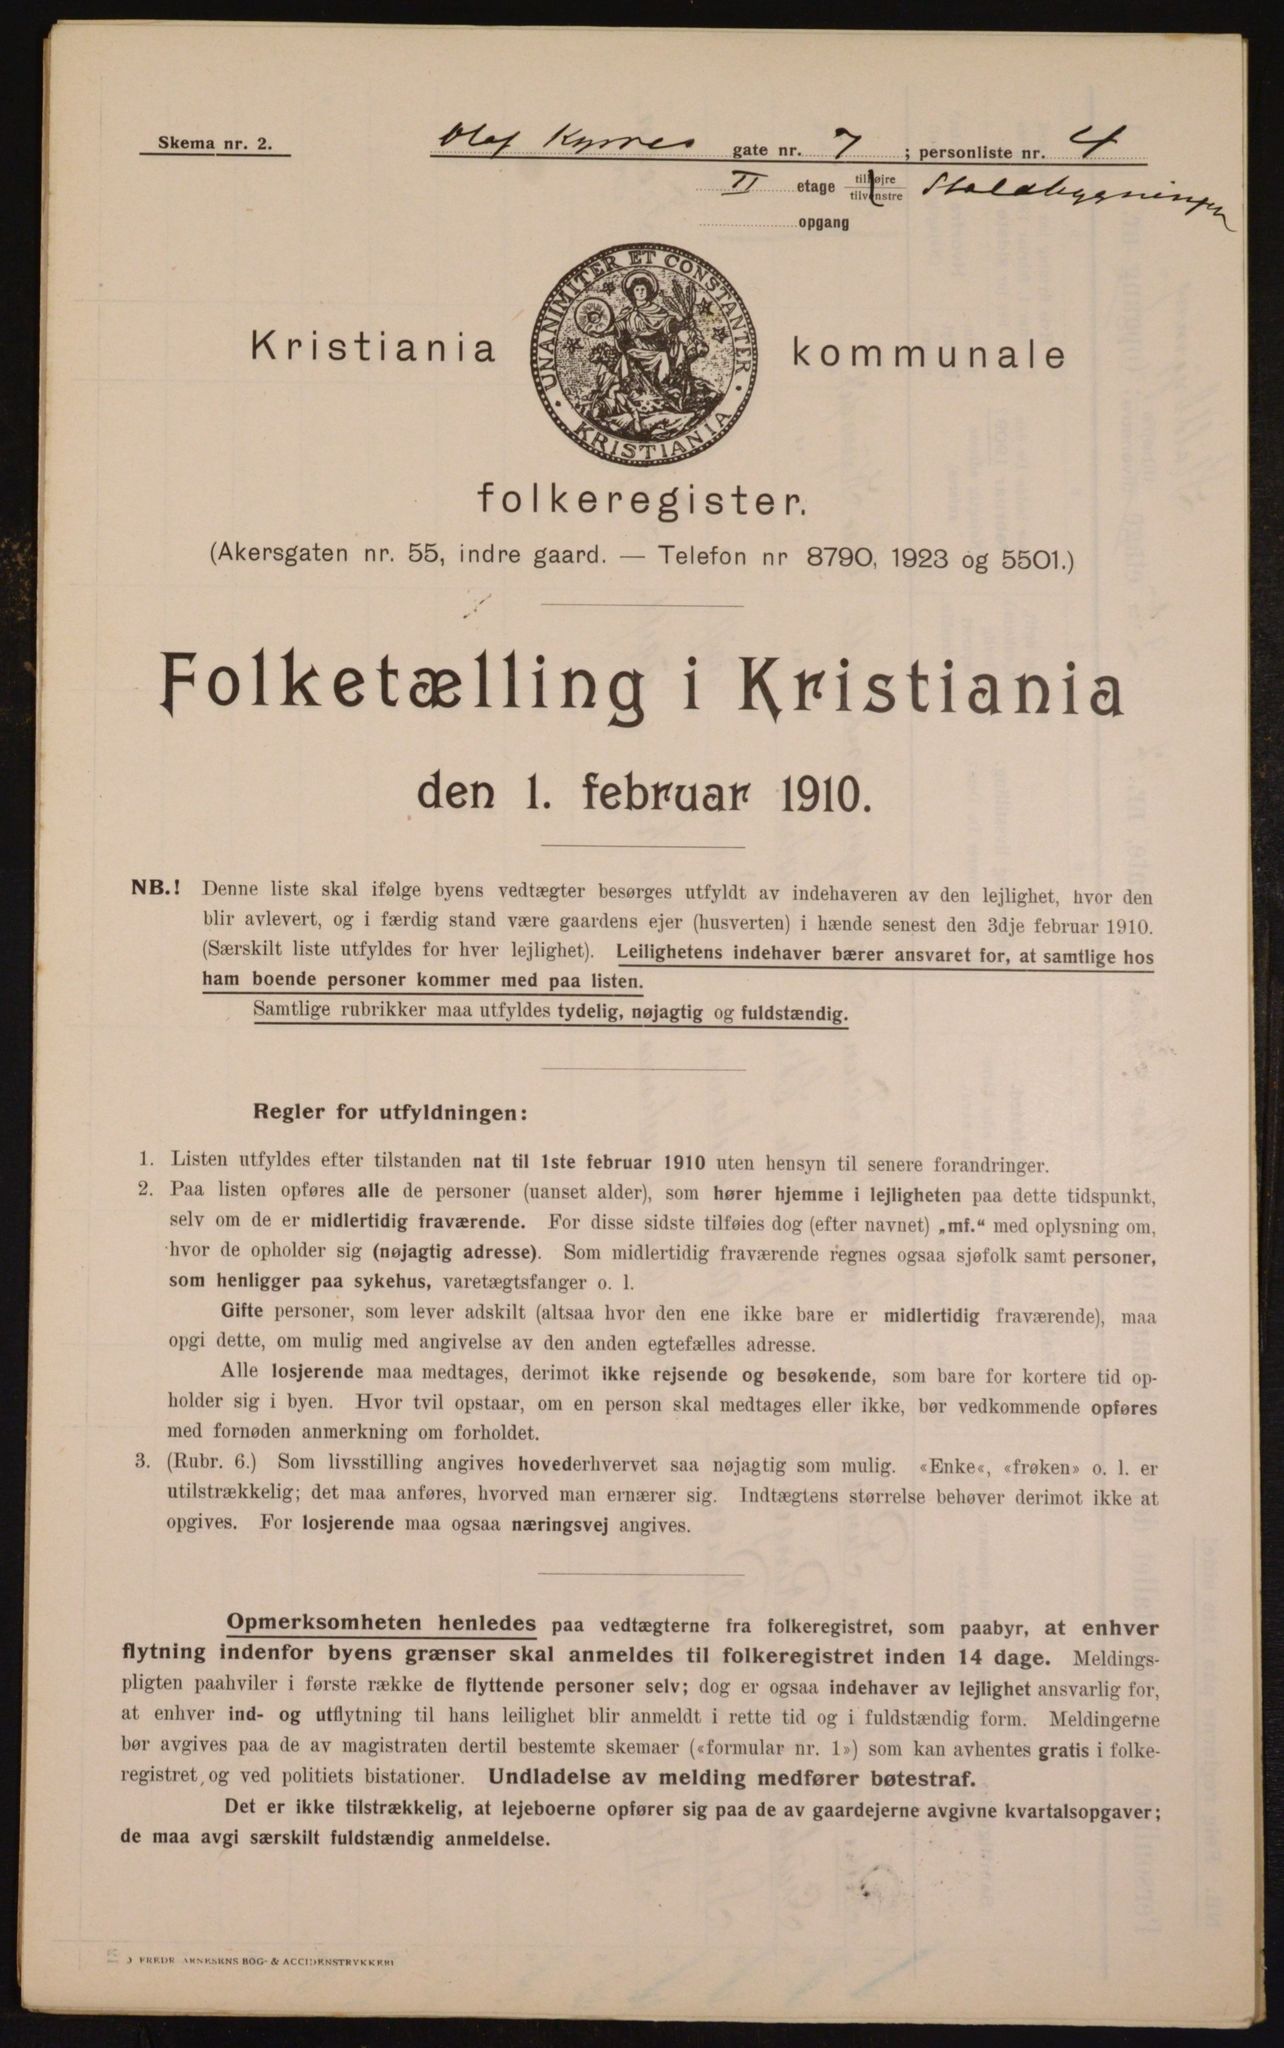 Skema nr. 2.
Olaf Kyrres gate nr. 7 ; personliste nr. 4
II etage tilhøjre tilvenstre Staldbygningen
opgang
UNANIMITER ET CONSTANTER
KRISTIANIA
Kristiania kommunale
folkeregister.
(Akersgaten nr. 55, indre gaard. — Telefon nr 8790, 1923 og 5501.)
Folketælling i Kristiania
den 1. februar 1910.
NB.! Denne liste skal ifølge byens vedtægter besørges utfyldt av indehaveren av den lejlighet, hvor den
blir avlevert, og i færdig stand være gaardens ejer (husverten) i hænde senest den 3dje februar 1910.
(Særskilt liste utfyldes for hver lejlighet). Leilighetens indehaver bærer ansvaret for, at samtlige hos
ham boende personer kommer med paa listen.
Samtlige rubrikker maa utfyldes tydelig, nøjagtig og fuldstændig.
Regler for utfyldningen:
1. Listen utfyldes efter tilstanden nat til 1ste februar 1910 uten hensyn til senere forandringer.
2. Paa listen opføres alle de personer (uanset alder), som hører hjemme i lejligheten paa dette tidspunkt,
selv om de er midlertidig fraværende. For disse sidste tilføies dog (efter navnet) „mf.“ med oplysning om,
hvor de opholder sig (nøjagtig adresse). Som midlertidig fraværende regnes ogsaa sjøfolk samt personer,
som henligger paa sykehus, varetægtsfanger o. l.
Gifte personer, som lever adskilt (altsaa hvor den ene ikke bare er midlertidig fraværende), maa
opgi dette, om mulig med angivelse av den anden egtefælles adresse.
Alle losjerende maa medtages, derimot ikke rejsende og besøkende, som bare for kortere tid op-
holder sig i byen. Hvor tvil opstaar, om en person skal medtages eller ikke, bør vedkommende opføres
med fornøden anmerkning om forholdet.
3. (Rubr. 6.) Som livsstilling angives hovederhvervet saa nøjagtig som mulig. «Enke«, «frøken» o. l. er
utilstrækkelig; det maa anføres, hvorved man ernærer sig. Indtægtens størrelse behøver derimot ikke at
opgives. For losjerende maa ogsaa næringsvej angives.
Opmerksomheten henledes paa vedtægterne fra folkeregistret, som paabyr, at enhver
flytning indenfor byens grænser skal anmeldes til folkeregistret inden 14 dage. Meldings-
pligten paahviler i første række de flyttende personer selv; dog er ogsaa indehaver av lejlighet ansvarlig for,
at enhver ind- og utflytning til hans leilighet blir anmeldt i rette tid og i fuldstændig form. Meldingerne
bør avgives paa de av magistraten dertil bestemte skemaer («formular nr. 1») som kan avhentes gratis i folke-
registret, og ved politiets bistationer. Undladelse av melding medfører bøtestraf.
Det er ikke tilstrækkelig, at lejeboerne opfører sig paa de av gaardejerne avgivne kvartalsopgaver;
de maa avgi særskilt fuldstændig anmeldelse.
FREDR ARNESENS BOG- & ACCIDENSTRYKKERI